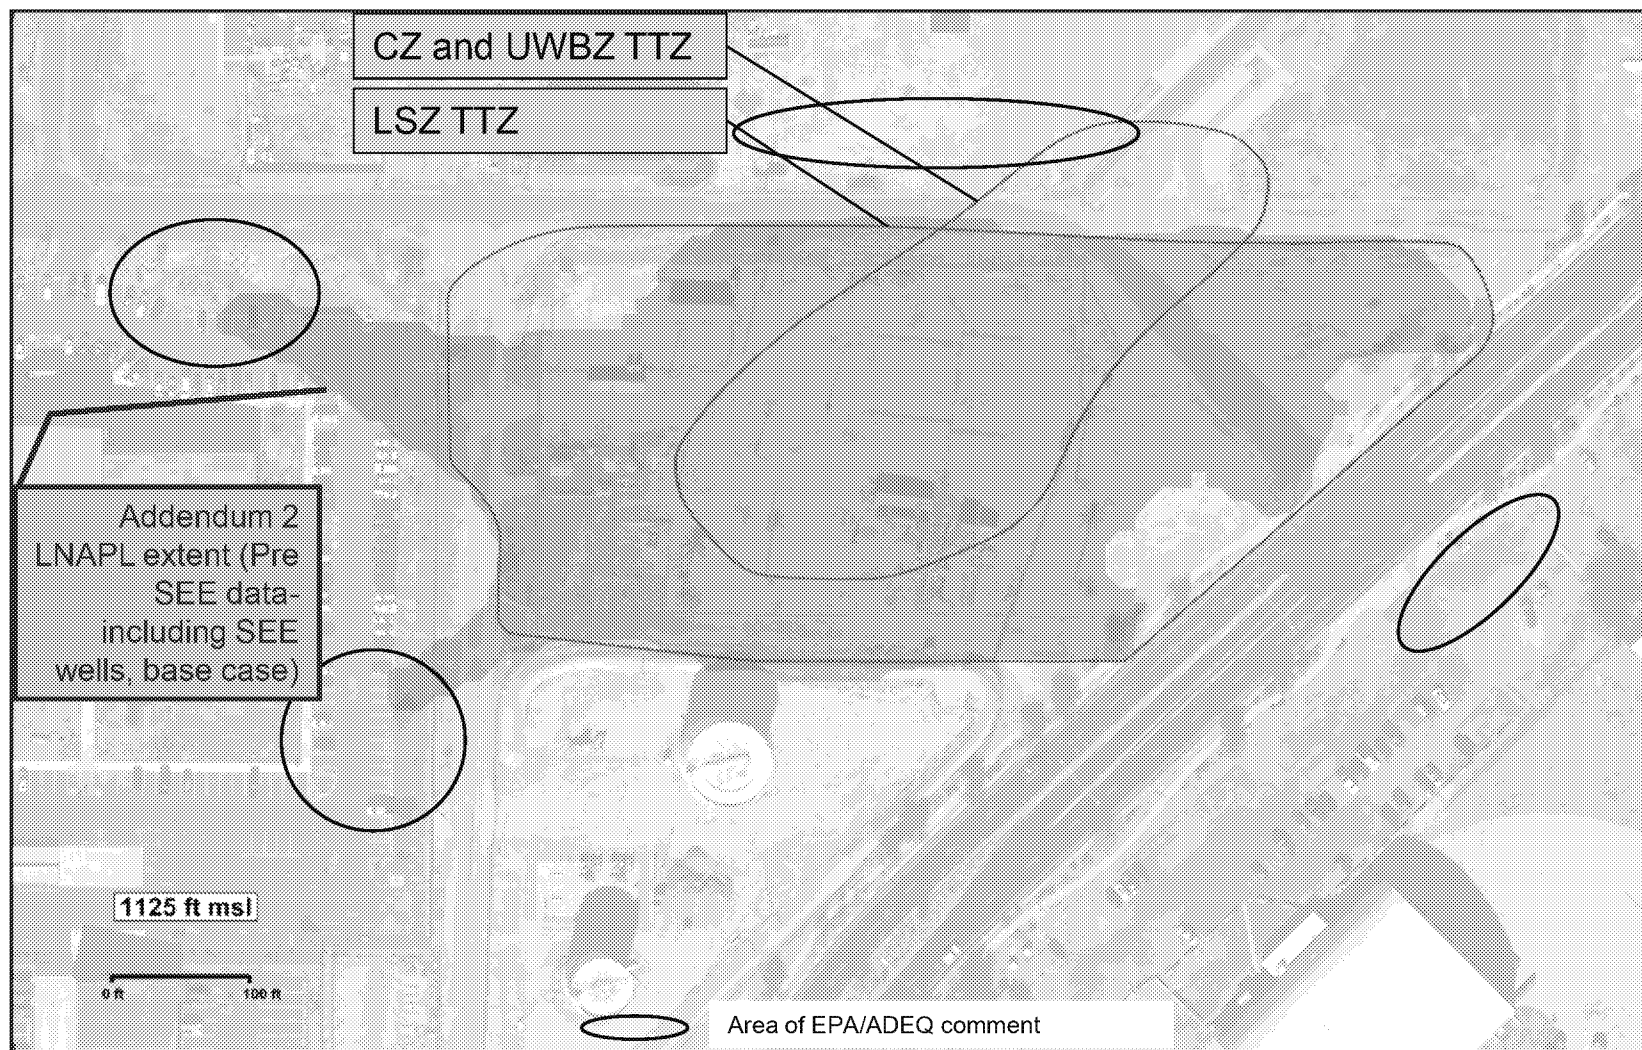 CZ and UWBZ TTZ
LSZ TTZ
Addendum 2
LNAPL extent (Pre
SEE data-
including SEE
wells, base case)
1125 ft msl
0 ft
100 ft
Area of EPA/ADEQ comment